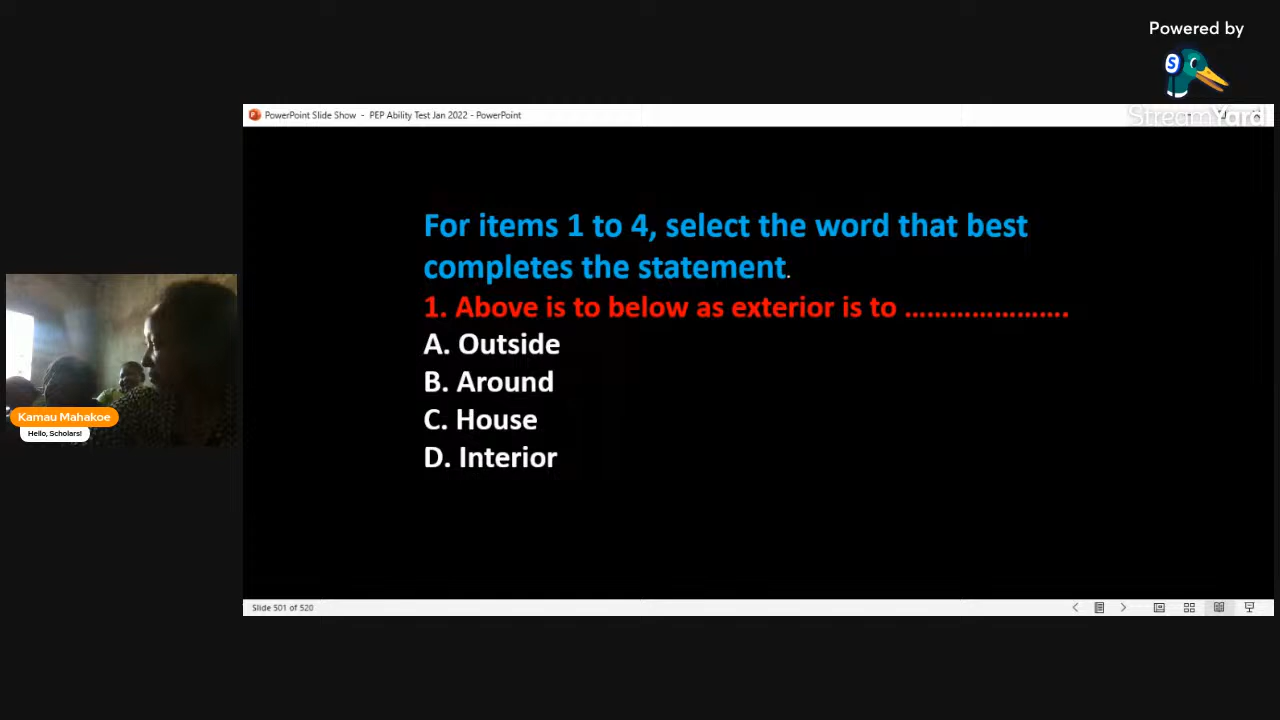 Powered by
S
StreamYard
PowerPoint Slide Show - PEP Ability Test Jan 2022 - PowerPoint
For items 1 to 4, select the word that best
completes the statement.
1. Above is to below as exterior is to ………………….
A. Outside
B. Around
C. House
D. Interior
Kamau Mahakoe
Hello, Scholars!
Slide 501 of 520